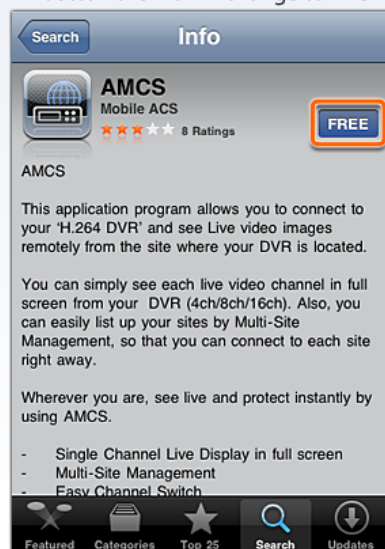 Search
Info
AMCS
Mobile ACS
8 Ratings
FREE
AMCS
This application program allows you to connect to
your 'H.264 DVR' and see Live video images
remotely from the site where your DVR is located.
You can simply see each live video channel in full
screen from your DVR (4ch/8ch/16ch). Also, you
can easily list up your sites by Multi-Site
Management, so that you can connect to each site
right away.
Wherever you are, see live and protect instantly by
using AMCS.
- Single Channel Live Display in full screen
- Multi-Site Management
- Easy Channel Switch
Featured Categories Top 25 Search Updates